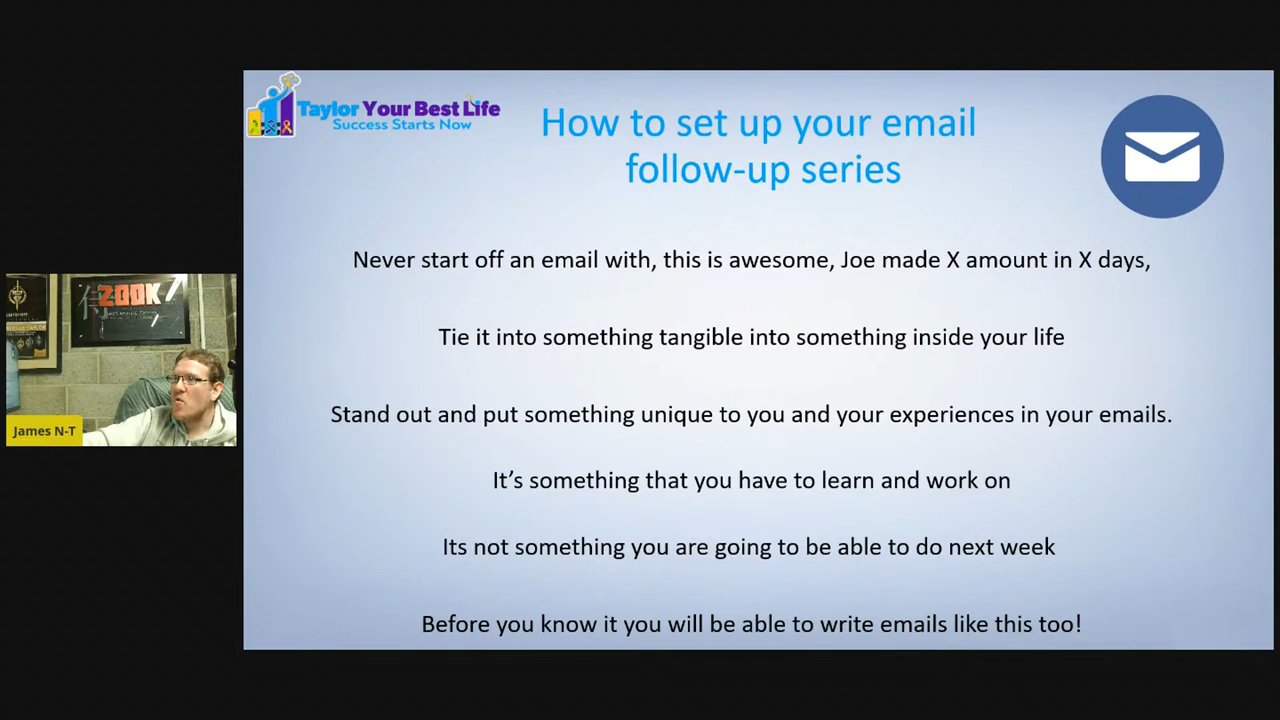 Taylor Your Best Life
Success Starts Now
How to set up your email
follow-up series
Never start off an email with, this is awesome, Joe made X amount in X days,
Tie it into something tangible into something inside your life
Stand out and put something unique to you and your experiences in your emails.
It’s something that you have to learn and work on
Its not something you are going to be able to do next week
Before you know it you will be able to write emails like this too!
200K
James N-T